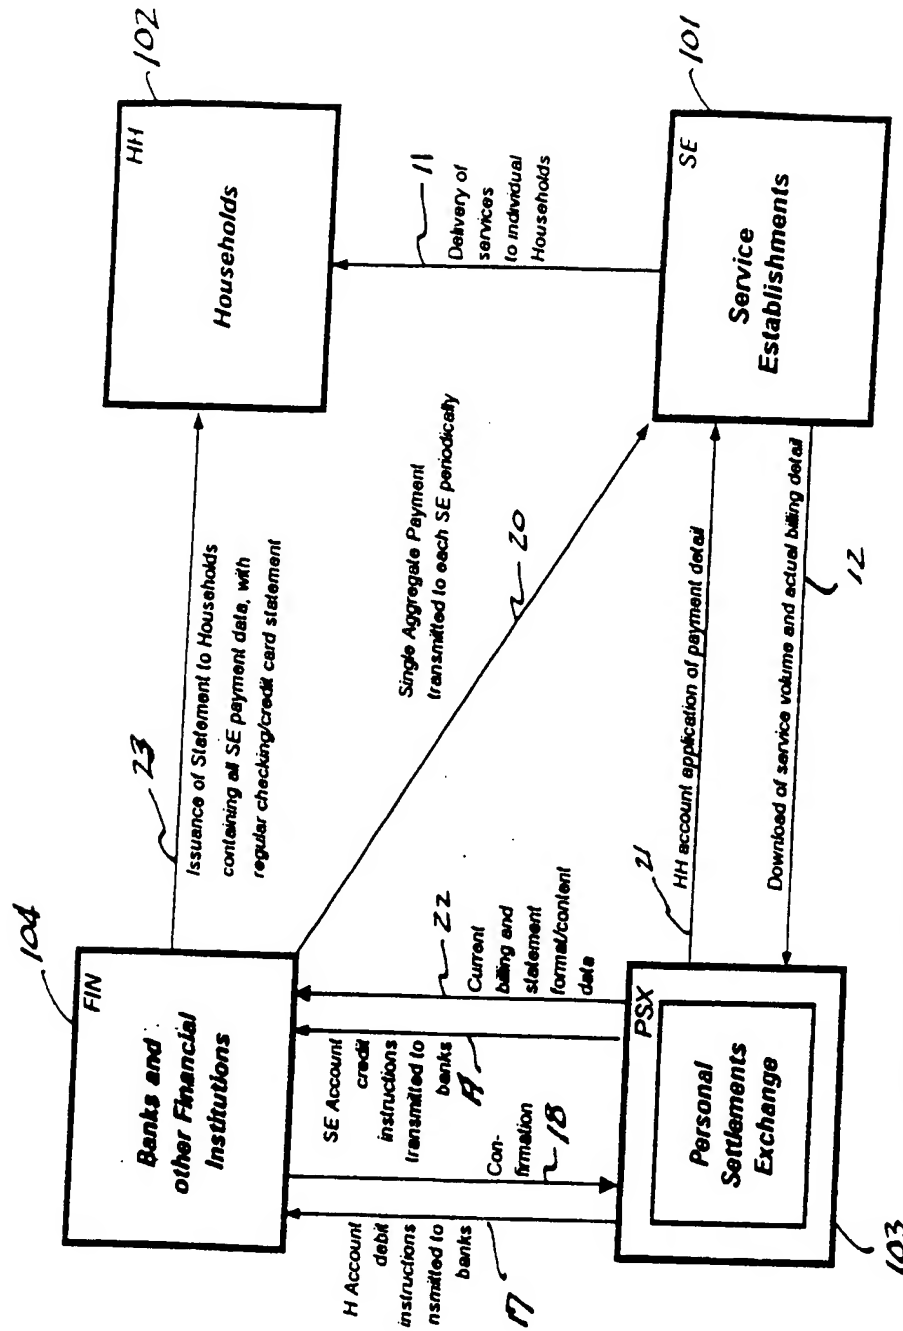 104
FIN
Banks and
other Financial
Institutions
23
Issuance of Statement to Households
containing all SE payment data, with
regular checking/credit card statement
102
HH
Households
H Account
debit
instructions
nsmitted to
banks
17
Con-
firmation
18
SE Account
credit
instructions
transmitted to
banks
19
22
Current
billing and
statement
format/content
data
Single Aggregate Payment
transmitted to each SE periodically
20
11
Delivery of
services
to individual
Households
103
PSX
Personal
Settlements
Exchange
21
HH account application of payment detail
Download of service volume and actual billing detail
12
101
SE
Service
Establishments